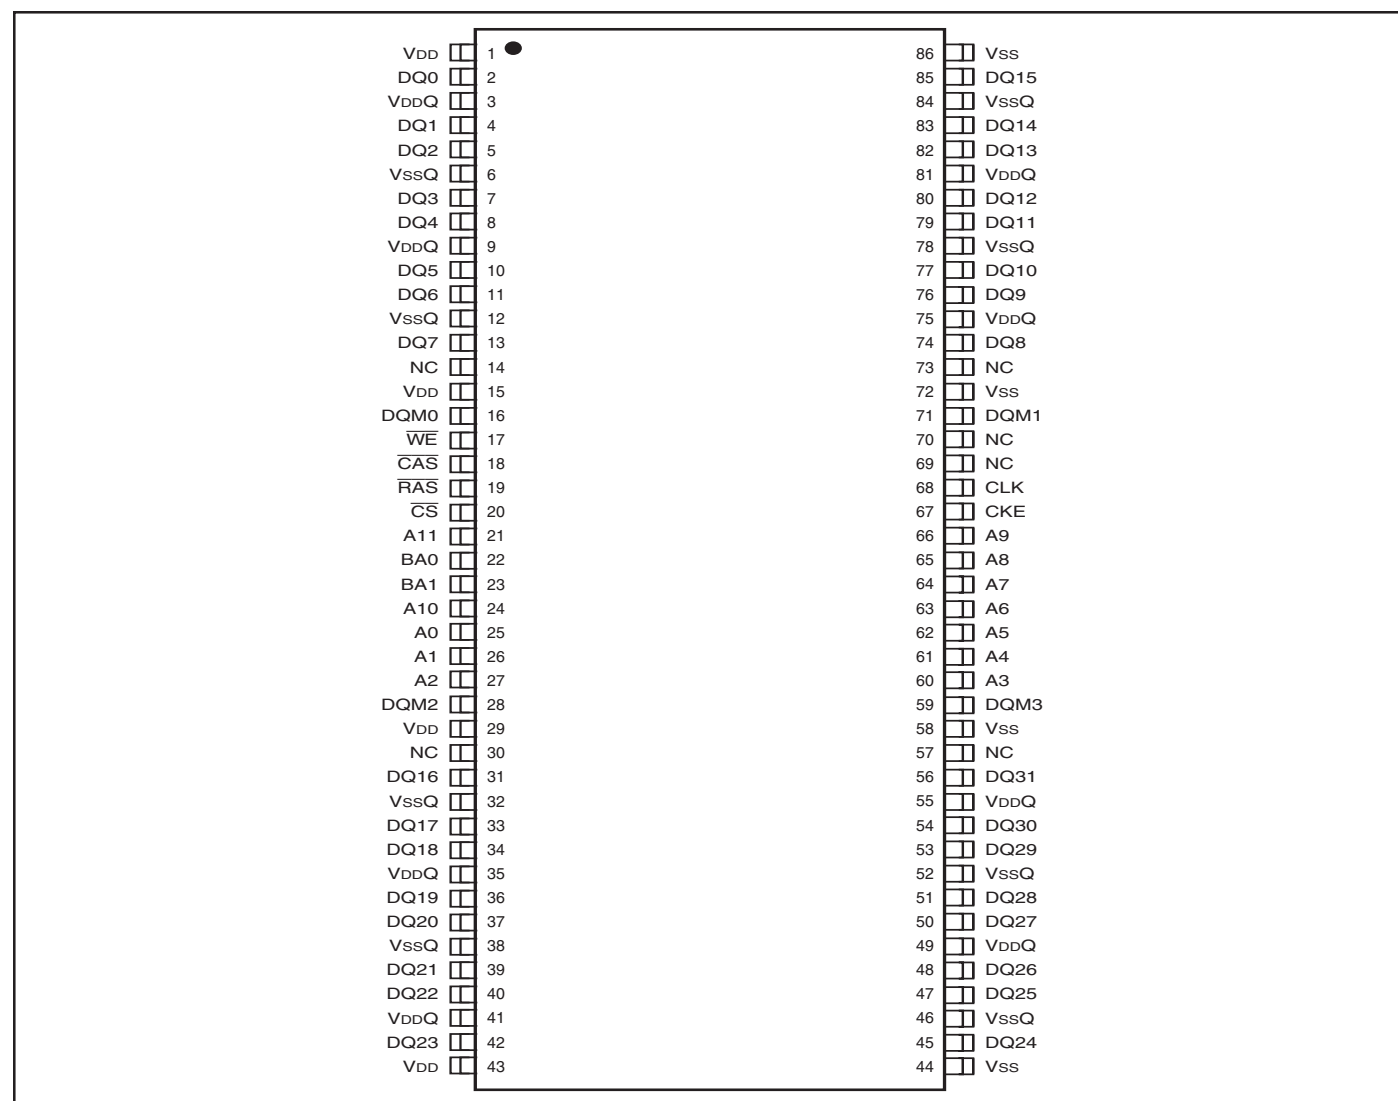 VDD 1 86 VSS
DQ0 2 85 DQ15
VDDQ 3 84 VSSQ
DQ1 4 83 DQ14
DQ2 5 82 DQ13
VSSQ 6 81 VDDQ
DQ3 7 80 DQ12
DQ4 8 79 DQ11
VDDQ 9 78 VSSQ
DQ5 10 77 DQ10
DQ6 11 76 DQ9
VSSQ 12 75 VDDQ
DQ7 13 74 DQ8
NC 14 73 NC
VDD 15 72 VSS
DQM0 16 71 DQM1
W̅E̅ 17 70 NC
C̅A̅S̅ 18 69 NC
R̅A̅S̅ 19 68 CLK
C̅S̅ 20 67 CKE
A11 21 66 A9
BA0 22 65 A8
BA1 23 64 A7
A10 24 63 A6
A0 25 62 A5
A1 26 61 A4
A2 27 60 A3
DQM2 28 59 DQM3
VDD 29 58 VSS
NC 30 57 NC
DQ16 31 56 DQ31
VSSQ 32 55 VDDQ
DQ17 33 54 DQ30
DQ18 34 53 DQ29
VDDQ 35 52 VSSQ
DQ19 36 51 DQ28
DQ20 37 50 DQ27
VSSQ 38 49 VDDQ
DQ21 39 48 DQ26
DQ22 40 47 DQ25
VDDQ 41 46 VSSQ
DQ23 42 45 DQ24
VDD 43 44 VSS